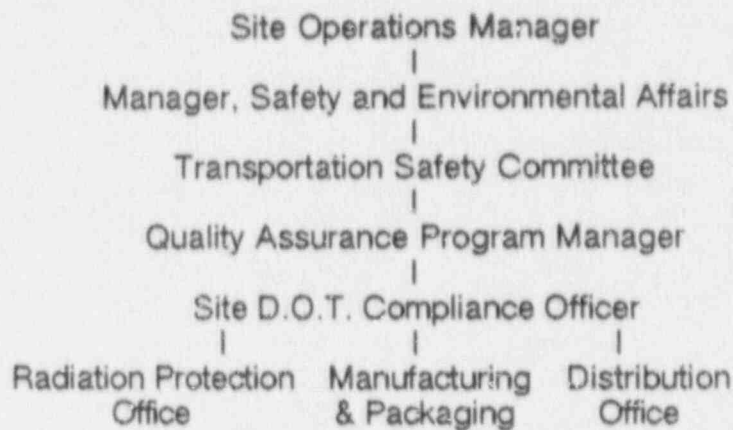 Site Operations Manager
Manager, Safety and Environmental Affairs
Transportation Safety Committee
Quality Assurance Program Manager
Site D.O.T. Compliance Officer
Radiation Protection Manufacturing Distribution
Office & Packaging Office